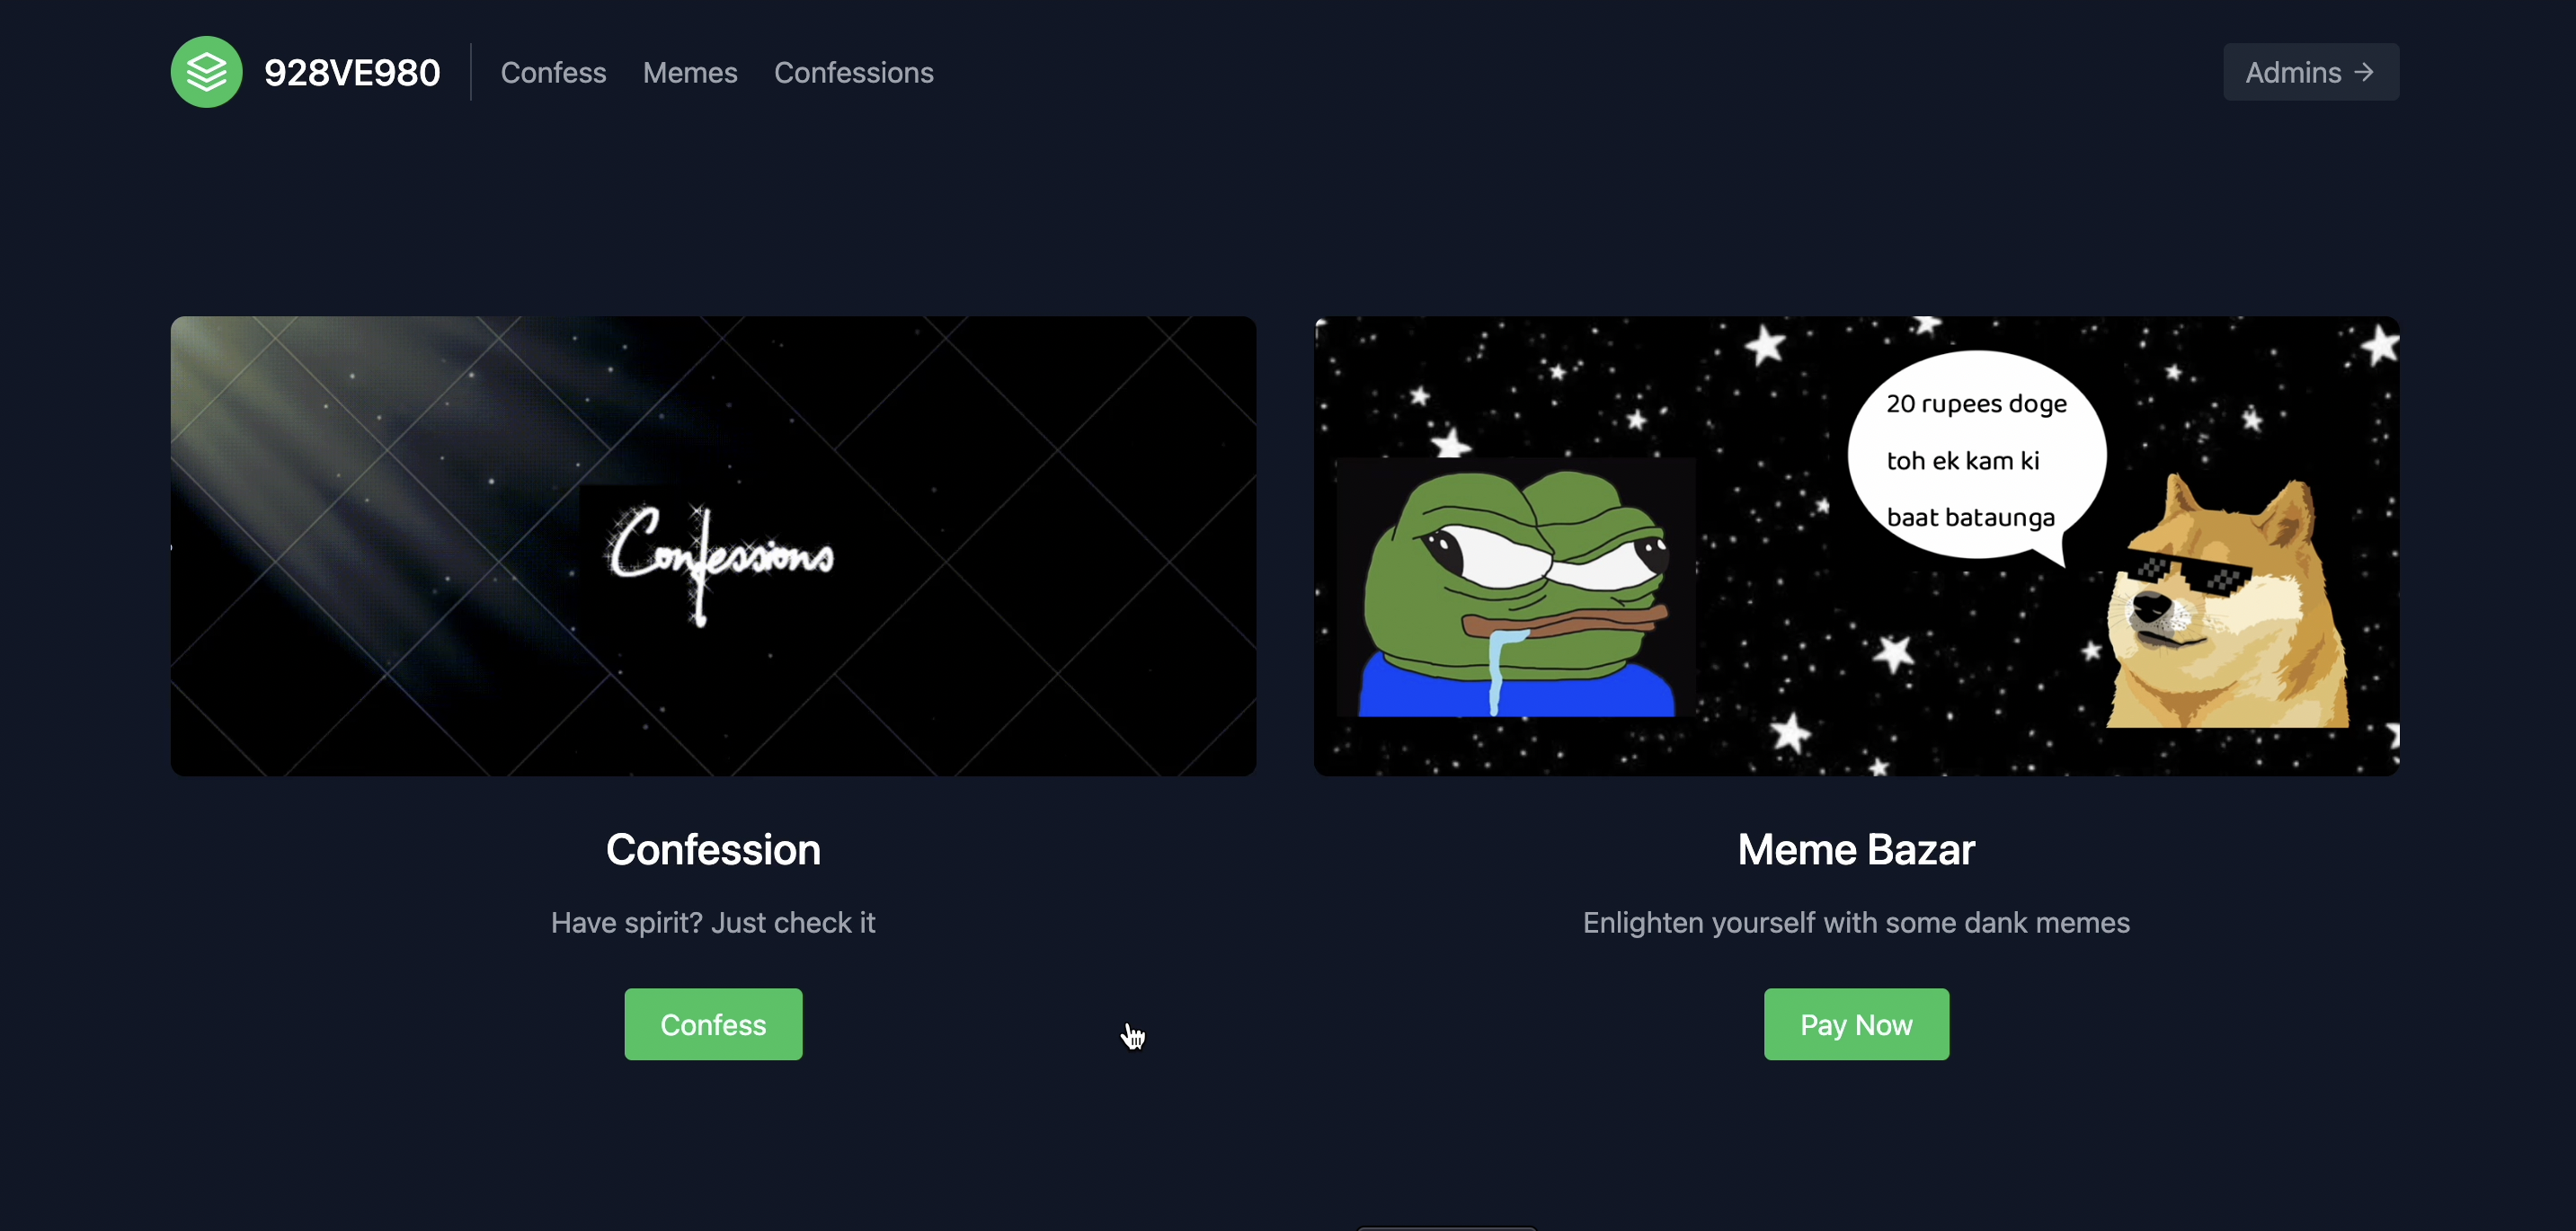 928VE980
Confess
Memes
Confessions
Admins →
Confessions
20 rupees doge
toh ek kam ki
baat bataunga
Confession
Have spirit? Just check it
Confess
Meme Bazar
Enlighten yourself with some dank memes
Pay Now